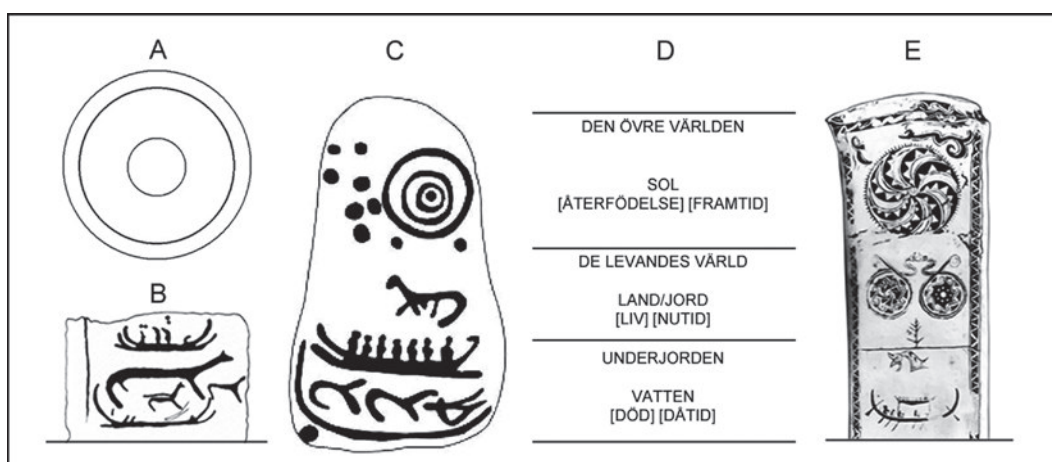 A
B
C
D
DEN ÖVRE VÄRLDEN
SOL
[ÅTERFÖDELSE] [FRAMTID]
DE LEVANDES VÄRLD
LAND/JORD
[LIV] [NUTID]
UNDERJORDEN
VATTEN
[DÖD] [DÅTID]
E